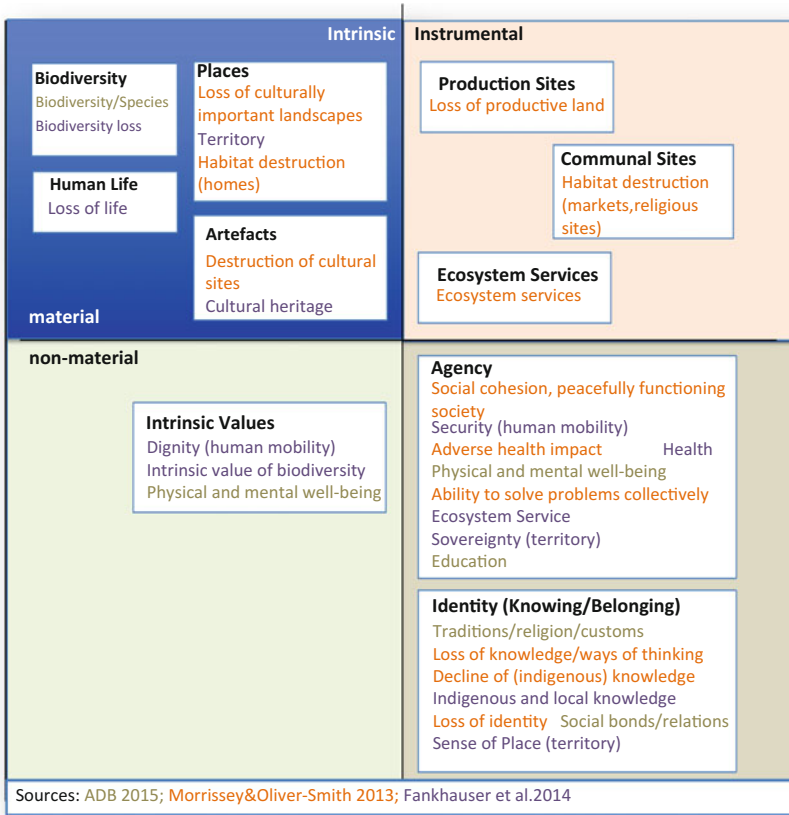 Intrinsic
Instrumental
Biodiversity
Biodiversity/Species
Biodiversity loss
Places
Loss of culturally
important landscapes
Territory
Habitat destruction
(homes)
Human Life
Loss of life
Artefacts
Destruction of cultural
sites
Cultural heritage
material
Production Sites
Loss of productive land
Communal Sites
Habitat destruction
(markets,religious
sites)
Ecosystem Services
Ecosystem services
non-material
Intrinsic Values
Dignity (human mobility)
Intrinsic value of biodiversity
Physical and mental well-being
Agency
Social cohesion, peacefully functioning
society
Security (human mobility)
Adverse health impact Health
Physical and mental well-being
Ability to solve problems collectively
Ecosystem Service
Sovereignty (territory)
Education
Identity (Knowing/Belonging)
Traditions/religion/customs
Loss of knowledge/ways of thinking
Decline of (indigenous) knowledge
Indigenous and local knowledge
Loss of identity Social bonds/relations
Sense of Place (territory)
Sources: ADB 2015; Morrissey&Oliver-Smith 2013; Fankhauser et al.2014